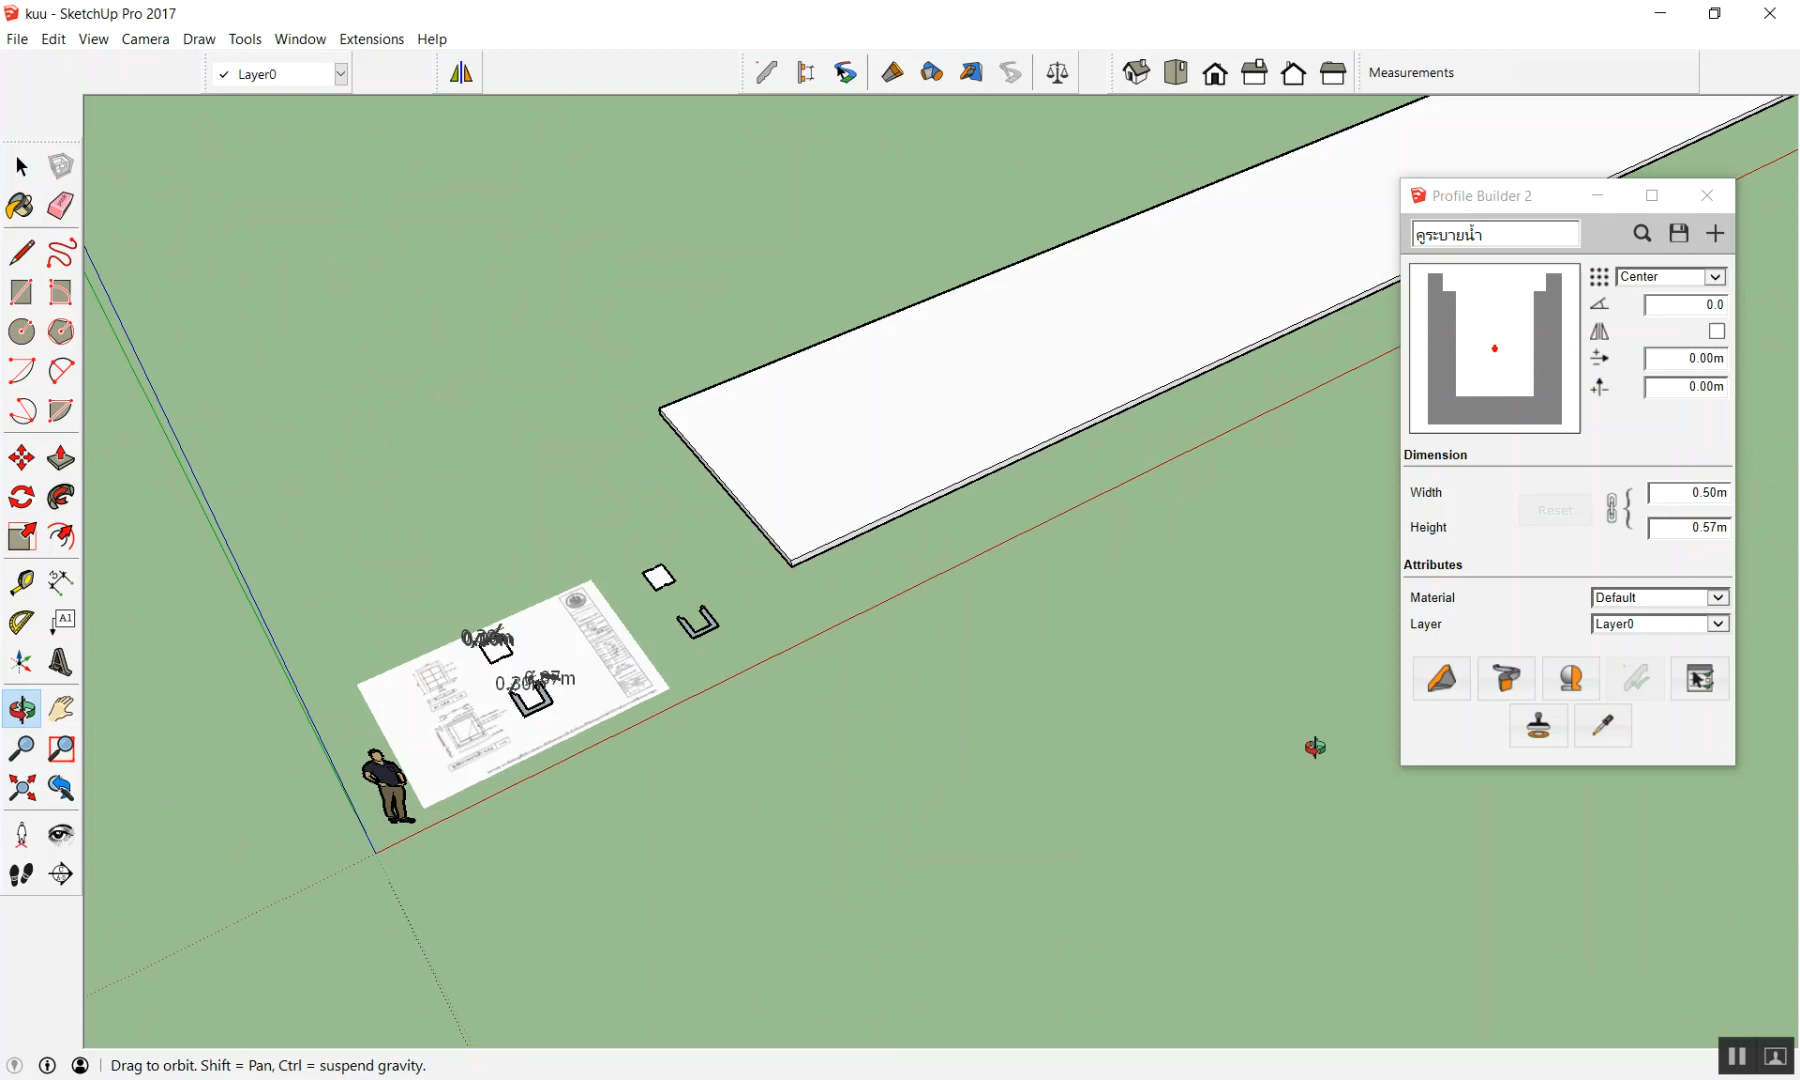 kuu - SketchUp Pro 2017
File Edit View Camera Draw Tools Window Extensions Help
Layer0
Measurements
Profile Builder 2
คูระบายน้ำ
Center
0.0
0.00m
0.00m
Dimension
Width 0.50m
Reset
Height 0.57m
Attributes
Material Default
Layer Layer0
A1
Drag to orbit. Shift = Pan, Ctrl = suspend gravity.